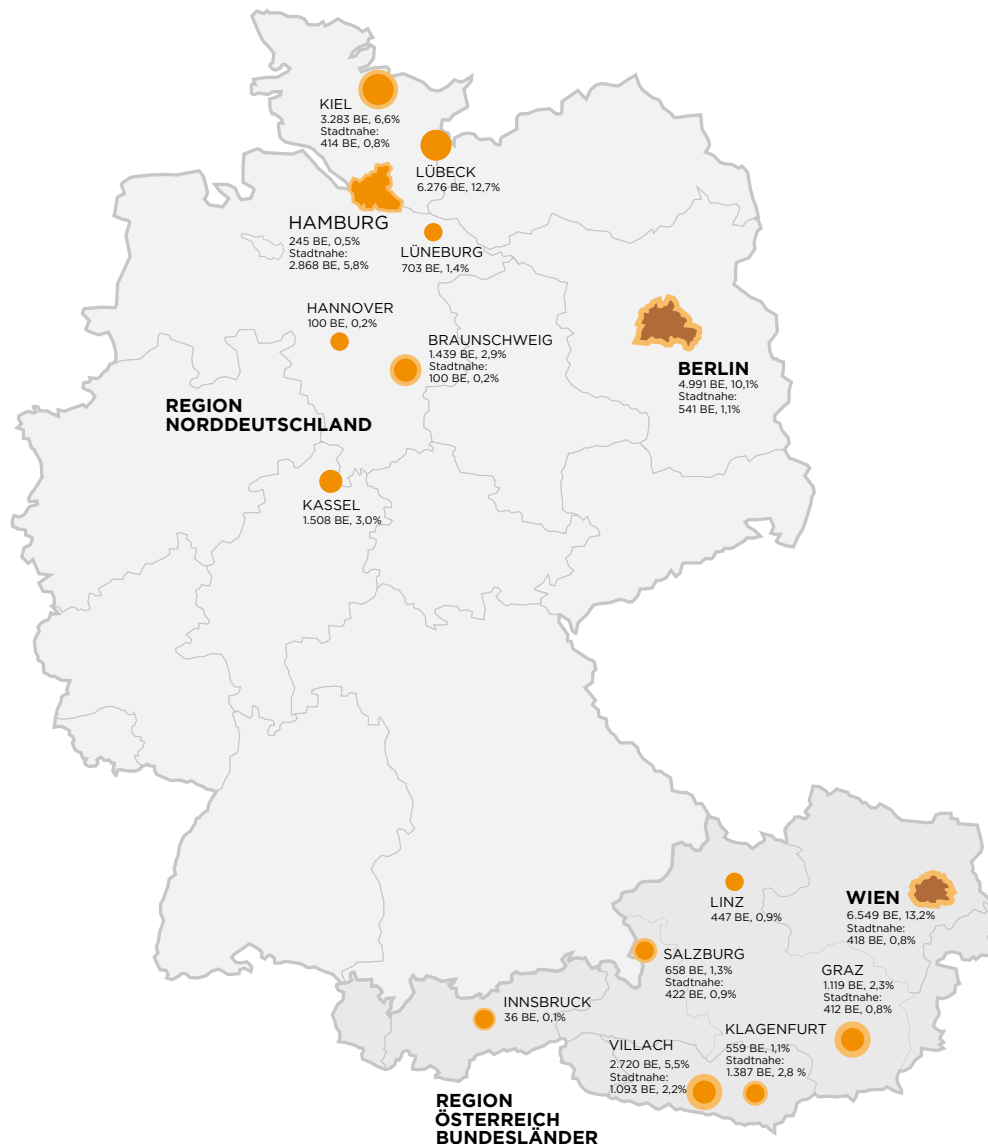 KIEL
3.283 BE, 6,6%
Stadtnahe:
414 BE, 0,8%
LÜBECK
6.276 BE, 12,7%
HAMBURG
245 BE, 0,5%
Stadtnahe:
2.868 BE, 5,8%
LÜNEBURG
703 BE, 1,4%
HANNOVER
100 BE, 0,2%
BRAUNSCHWEIG
1.439 BE, 2,9%
Stadtnahe:
100 BE, 0,2%
BERLIN
4.991 BE, 10,1%
Stadtnahe:
541 BE, 1,1%
REGION
NORDDEUTSCHLAND
KASSEL
1.508 BE, 3,0%
LINZ
447 BE, 0,9%
WIEN
6.549 BE, 13,2%
Stadtnahe:
418 BE, 0,8%
SALZBURG
658 BE, 1,3%
Stadtnahe:
422 BE, 0,9%
GRAZ
1.119 BE, 2,3%
Stadtnahe:
412 BE, 0,8%
INNSBRUCK
36 BE, 0,1%
KLAGENFURT
559 BE, 1,1%
Stadtnahe:
1.387 BE, 2,8 %
VILLACH
2.720 BE, 5,5%
Stadtnahe:
1.093 BE, 2,2%
REGION
ÖSTERREICH
BUNDESLÄNDER